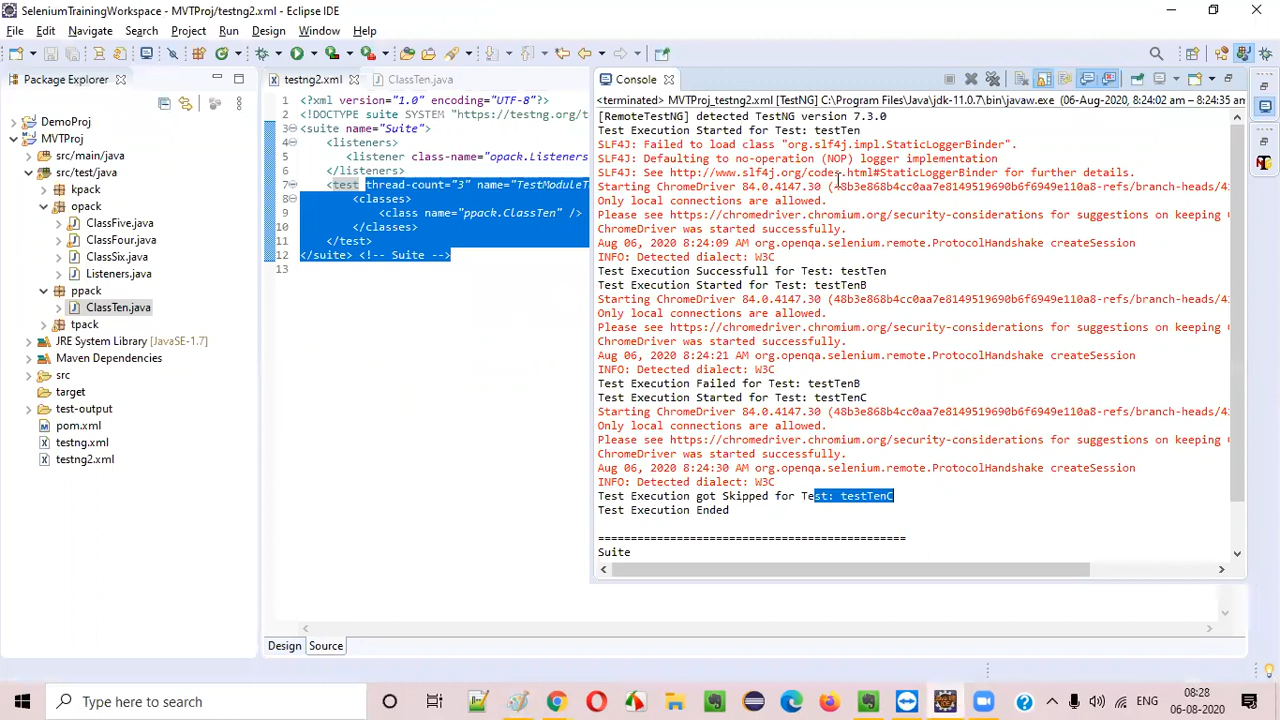 SeleniumTrainingWorkspace - MVTProj/testng2.xml - Eclipse IDE
File Edit Navigate Search Project Run Design Window Help
Package Explorer
DemoProj
MVTProj
src/main/java
src/test/java
kpack
opack
ClassFive.java
ClassFour.java
ClassSix.java
Listeners.java
ppack
ClassTen.java
tpack
JRE System Library [JavaSE-1.7]
Maven Dependencies
src
target
test-output
pom.xml
testng.xml
testng2.xml
testng2.xml ClassTen.java
1 <?xml version="1.0" encoding="UTF-8"?>
2 <!DOCTYPE suite SYSTEM "https://testng.org/t
3 <suite name="Suite">
4 <listeners>
5 <listener class-name="opack.Listeners
6 </listeners>
7 <test thread-count="3" name="TestModuleT
8 <classes>
9 <class name="ppack.ClassTen" />
10 </classes>
11 </test>
12 </suite> <!-- Suite -->
13
Design Source
Console
<terminated> MVTProj_testng2.xml [TestNG] C:\Program Files\Java\jdk-11.0.7\bin\javaw.exe (06-Aug-2020, 8:24:02 am – 8:24:35 am
[RemoteTestNG] detected TestNG version 7.3.0
Test Execution Started for Test: testTen
SLF4J: Failed to load class "org.slf4j.impl.StaticLoggerBinder".
SLF4J: Defaulting to no-operation (NOP) logger implementation
SLF4J: See http://www.slf4j.org/codes.html#StaticLoggerBinder for further details.
Starting ChromeDriver 84.0.4147.30 (48b3e868b4cc0aa7e8149519690b6f6949e110a8-refs/branch-heads/4
Only local connections are allowed.
Please see https://chromedriver.chromium.org/security-considerations for suggestions on keeping
ChromeDriver was started successfully.
Aug 06, 2020 8:24:09 AM org.openqa.selenium.remote.ProtocolHandshake createSession
INFO: Detected dialect: W3C
Test Execution Successfull for Test: testTen
Test Execution Started for Test: testTenB
Starting ChromeDriver 84.0.4147.30 (48b3e868b4cc0aa7e8149519690b6f6949e110a8-refs/branch-heads/4
Only local connections are allowed.
Please see https://chromedriver.chromium.org/security-considerations for suggestions on keeping
ChromeDriver was started successfully.
Aug 06, 2020 8:24:21 AM org.openqa.selenium.remote.ProtocolHandshake createSession
INFO: Detected dialect: W3C
Test Execution Failed for Test: testTenB
Test Execution Started for Test: testTenC
Starting ChromeDriver 84.0.4147.30 (48b3e868b4cc0aa7e8149519690b6f6949e110a8-refs/branch-heads/4
Only local connections are allowed.
Please see https://chromedriver.chromium.org/security-considerations for suggestions on keeping
ChromeDriver was started successfully.
Aug 06, 2020 8:24:30 AM org.openqa.selenium.remote.ProtocolHandshake createSession
INFO: Detected dialect: W3C
Test Execution got Skipped for Test: testTenC
Test Execution Ended
===============================================
Suite
Type here to search
ENG
08:28
06-08-2020